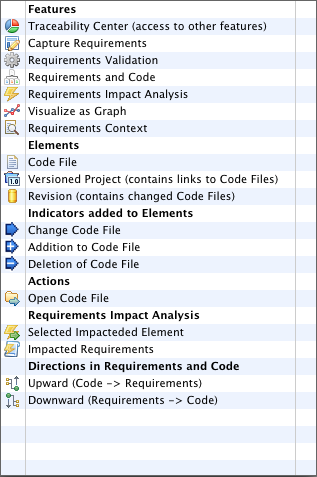 Features
Traceability Center (access to other features)
Capture Requirements
Requirements Validation
Requirements and Code
Requirements Impact Analysis
Visualize as Graph
Requirements Context
Elements
Code File
1.0 Versioned Project (contains links to Code Files)
Revision (contains changed Code Files)
Indicators added to Elements
Change Code File
Addition to Code File
Deletion of Code File
Actions
Open Code File
Requirements Impact Analysis
Selected Impacteded Element
Impacted Requirements
Directions in Requirements and Code
Upward (Code -> Requirements)
Downward (Requirements -> Code)